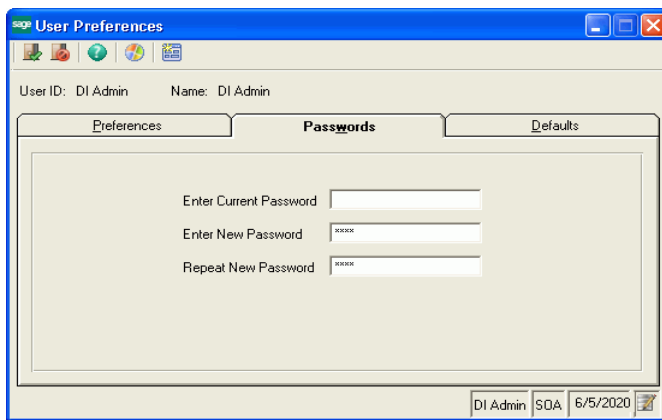 sage User Preferences
User ID: DI Admin Name: DI Admin
Preferences Passwords Defaults
Enter Current Password
Enter New Password ****
Repeat New Password ****
DI Admin SOA 6/5/2020